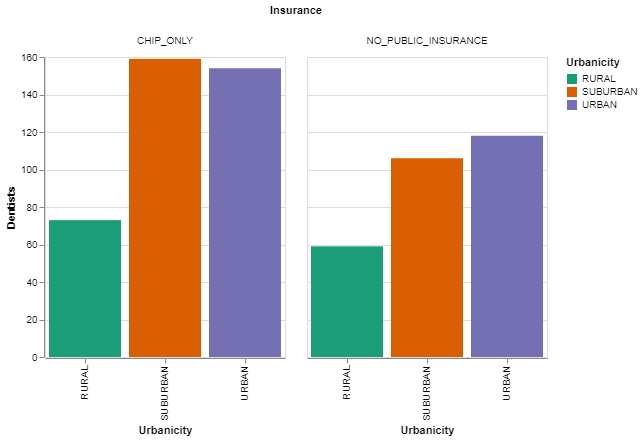 Insurance
CHIP_ONLY
NO_PUBLIC_INSURANCE
Dentists
160
140
120
100
80
60
40
20
0
RURAL
SUBURBAN
URBAN
Urbanicity
RURAL
SUBURBAN
URBAN
Urbanicity
Urbanicity
RURAL
SUBURBAN
URBAN